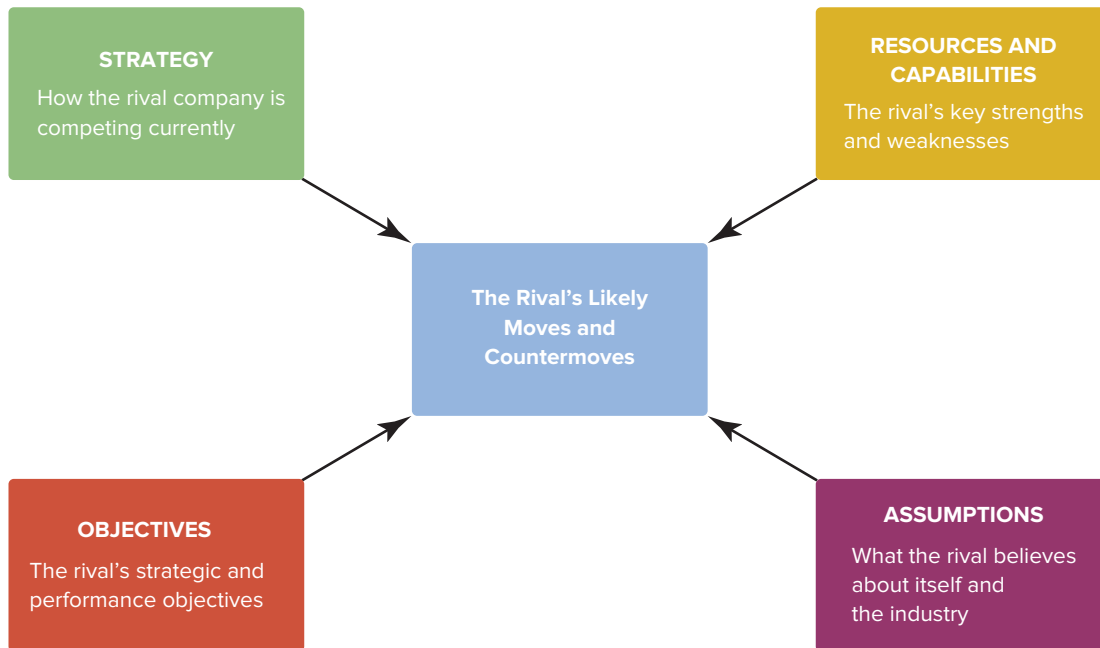 STRATEGY
How the rival company is
competing currently
RESOURCES AND
CAPABILITIES
The rival’s key strengths
and weaknesses
The Rival’s Likely
Moves and
Countermoves
OBJECTIVES
The rival’s strategic and
performance objectives
ASSUMPTIONS
What the rival believes
about itself and
the industry